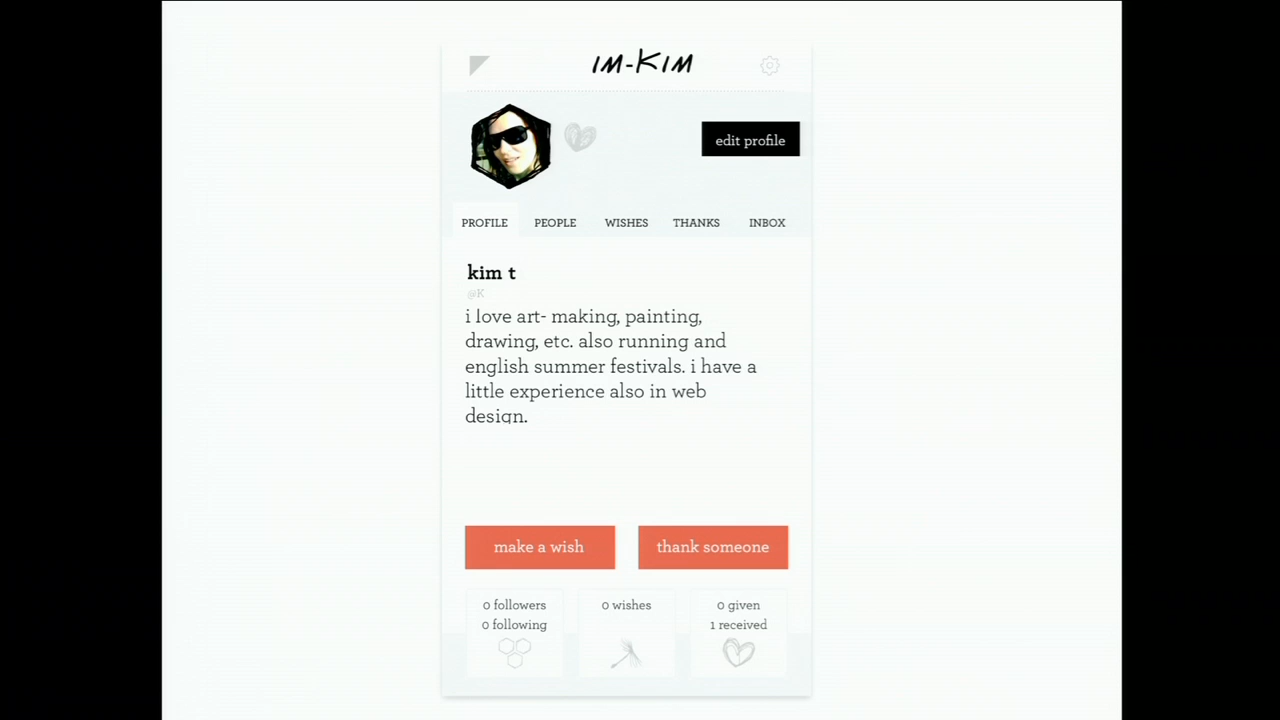 IM-KIM
edit profile
PROFILE PEOPLE WISHES THANKS INBOX
kim t
@K
i love art- making, painting,
drawing, etc. also running and
english summer festivals. i have a
little experience also in web
design.
make a wish thank someone
0 followers 0 wishes 0 given
0 following 1 received